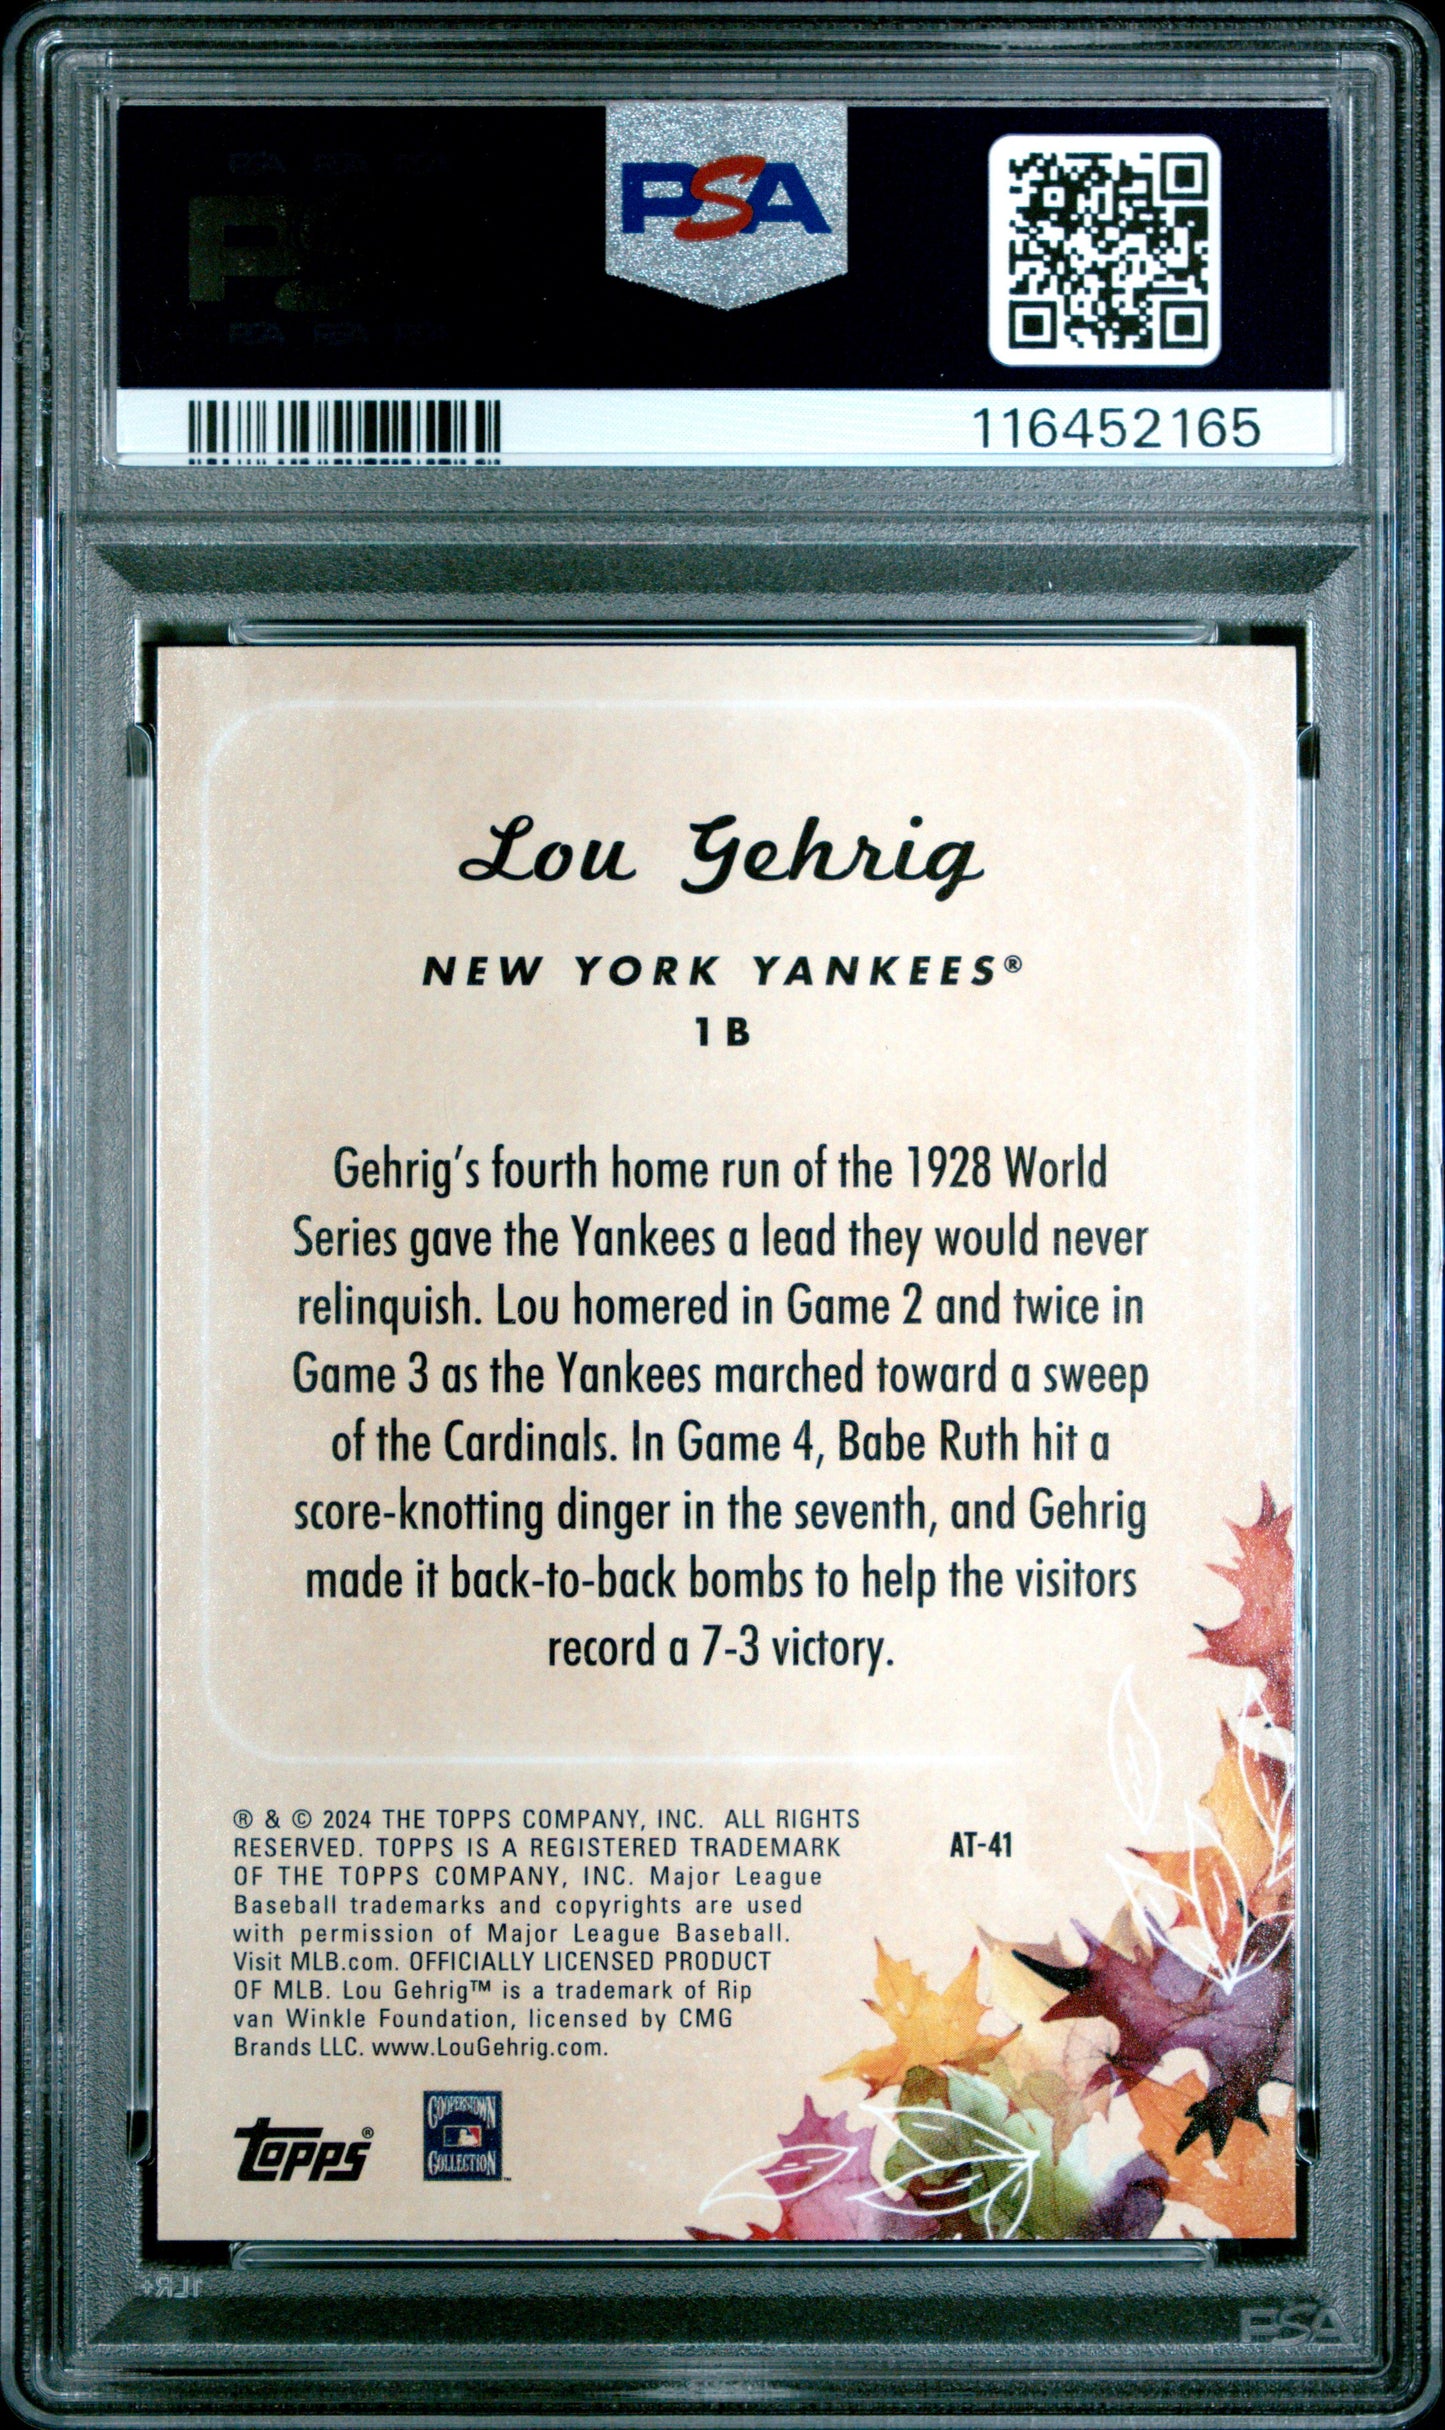 PSA
116452165
Lou Gehrig
NEW YORK YANKEES®
1B
Gehrig's fourth home run of the 1928 World
Series gave the Yankees a lead they would never
relinquish. Lou homered in Game 2 and twice in
Game 3 as the Yankees marched toward a sweep
of the Cardinals. In Game 4, Babe Ruth hit a
score-knotting dinger in the seventh, and Gehrig
made it back-to-back bombs to help the visitors
record a 7-3 victory.
® & © 2024 THE TOPPS COMPANY, INC. ALL RIGHTS
RESERVED. TOPPS IS A REGISTERED TRADEMARK
OF THE TOPPS COMPANY, INC. Major League
Baseball trademarks and copyrights are used
with permission of Major League Baseball.
Visit MLB.com. OFFICIALLY LICENSED PRODUCT
OF MLB. Lou Gehrig™ is a trademark of Rip
van Winkle Foundation, licensed by CMG
Brands LLC. www.LouGehrig.com.
AT-41
TOPPS®
COOPERSTOWN
COLLECTION™
PSA